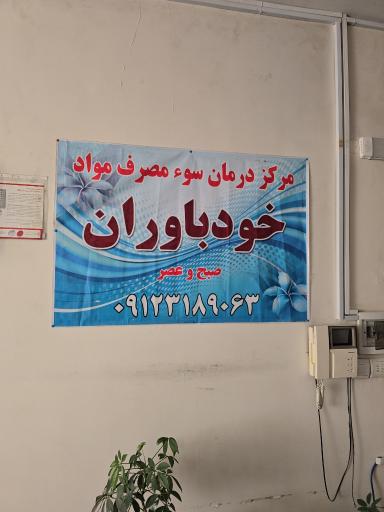 مرکز درمان سوء مصرف مواد
خودباوران
صبح و عصر
۰۹۱۲۳۱۸۹۰۶۳